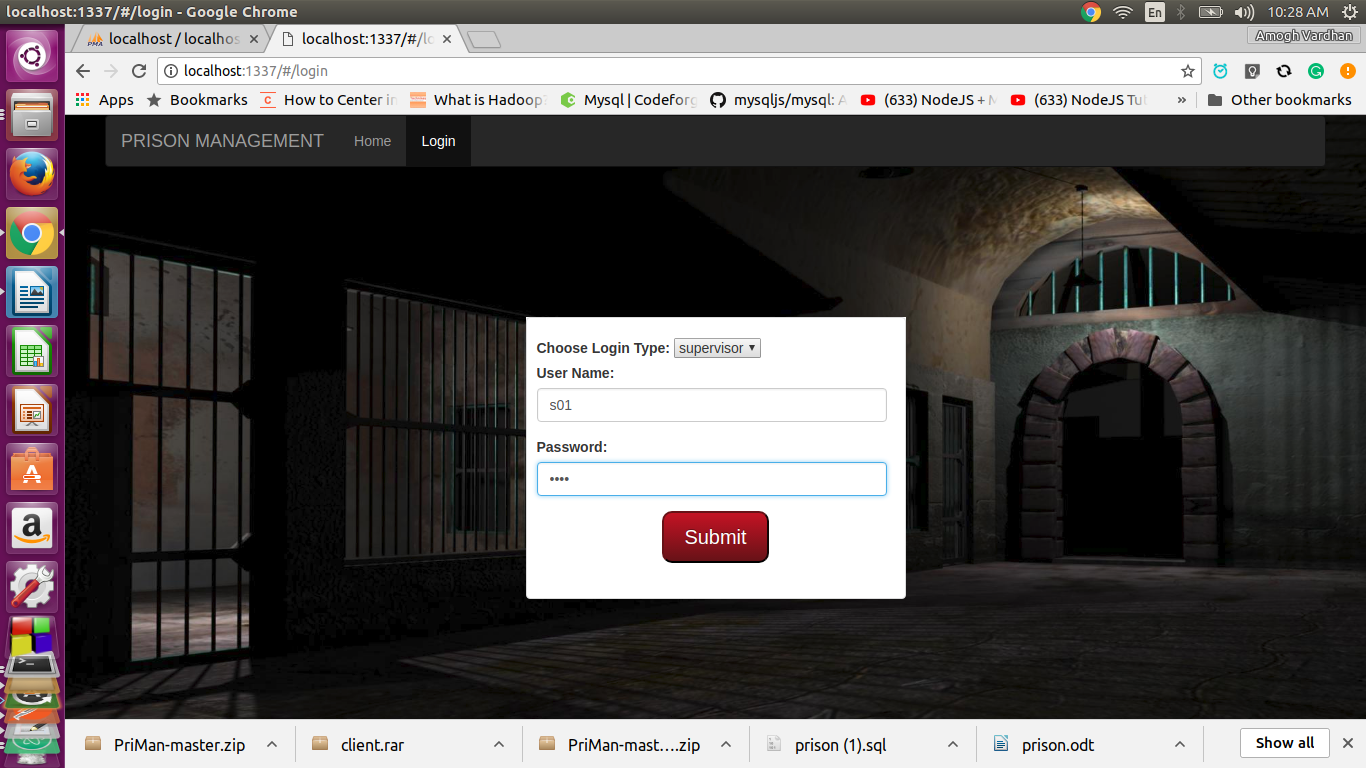 localhost:1337/#/login - Google Chrome
En
10:28 AM
localhost / localhos
localhost:1337/#/lo
Amogh Vardhan
localhost:1337/#/login
Apps
Bookmarks
How to Center in
What is Hadoop?
Mysql | Codeforg
mysqljs/mysql: A
(633) NodeJS + M
(633) NodeJS Tut
»
Other bookmarks
PRISON MANAGEMENT
Home
Login
Choose Login Type: supervisor
User Name:
s01
Password:
••••
Submit
PriMan-master.zip
client.rar
PriMan-mast....zip
prison (1).sql
prison.odt
Show all